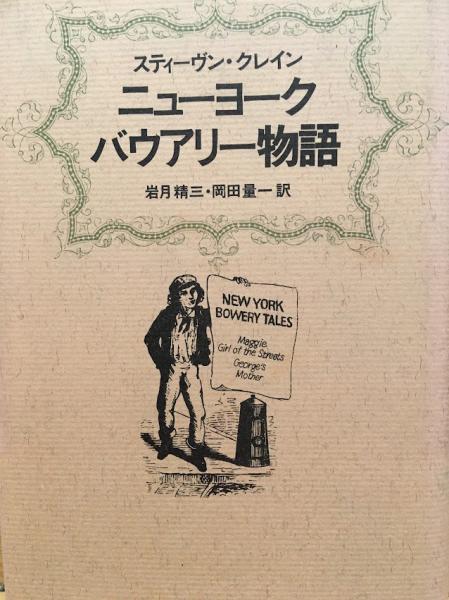 スティーヴン・クレイン
ニューヨーク
バウアリー物語
岩月精三・岡田量一 訳
NEW YORK
BOWERY TALES
Maggie,
Girl of the Streets
George's
Mother